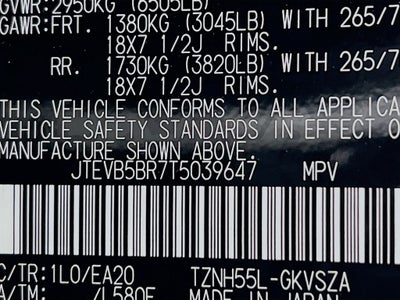 GVWR:2950KG (6505LB)
GAWR:FRT. 1380KG (3045LB) WITH 265/7
18X7 1/2J RIMS.
RR. 1730KG (3820LB) WITH 265/7
18X7 1/2J RIMS.
THIS VEHICLE CONFORMS TO ALL APPLICA
VEHICLE SAFETY STANDARDS IN EFFECT O
MANUFACTURE SHOWN ABOVE.
JTEVB5BR7T5039647 MPV
C/TR:1L0/EA20 TZNH55L-GKVSZA
A/TM: /L580F MADE IN JAPAN